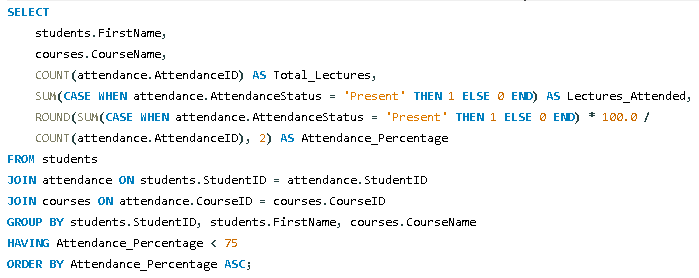 SELECT
students.FirstName,
courses.CourseName,
COUNT(attendance.AttendanceID) AS Total_Lectures,
SUM(CASE WHEN attendance.AttendanceStatus = 'Present' THEN 1 ELSE 0 END) AS Lectures_Attended,
ROUND(SUM(CASE WHEN attendance.AttendanceStatus = 'Present' THEN 1 ELSE 0 END) * 100.0 /
COUNT(attendance.AttendanceID), 2) AS Attendance_Percentage
FROM students
JOIN attendance ON students.StudentID = attendance.StudentID
JOIN courses ON attendance.CourseID = courses.CourseID
GROUP BY students.StudentID, students.FirstName, courses.CourseName
HAVING Attendance_Percentage < 75
ORDER BY Attendance_Percentage ASC;